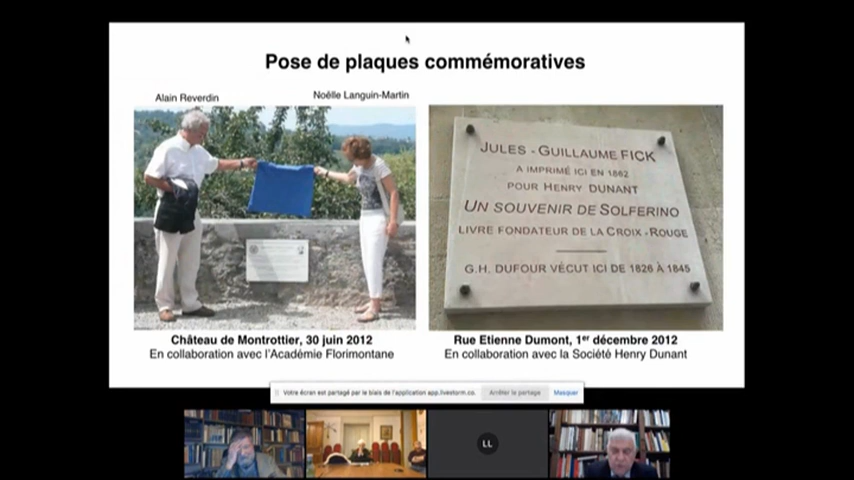 Pose de plaques commémoratives
Alain Reverdin
Noëlle Languin-Martin
JULES - GUILLAUME FICK
A IMPRIMÉ ICI EN 1862
POUR HENRY DUNANT
UN SOUVENIR DE SOLFERINO
LIVRE FONDATEUR DE LA CROIX - ROUGE
G.H. DUFOUR VÉCUT ICI DE 1826 À 1845
Château de Montrottier, 30 juin 2012
En collaboration avec l'Académie Florimontane
Rue Etienne Dumont, 1er décembre 2012
En collaboration avec la Société Henry Dunant
Votre écran est partagé par le biais de l'application app.livestorm.co.
Arrêter le partage
Masquer
LL